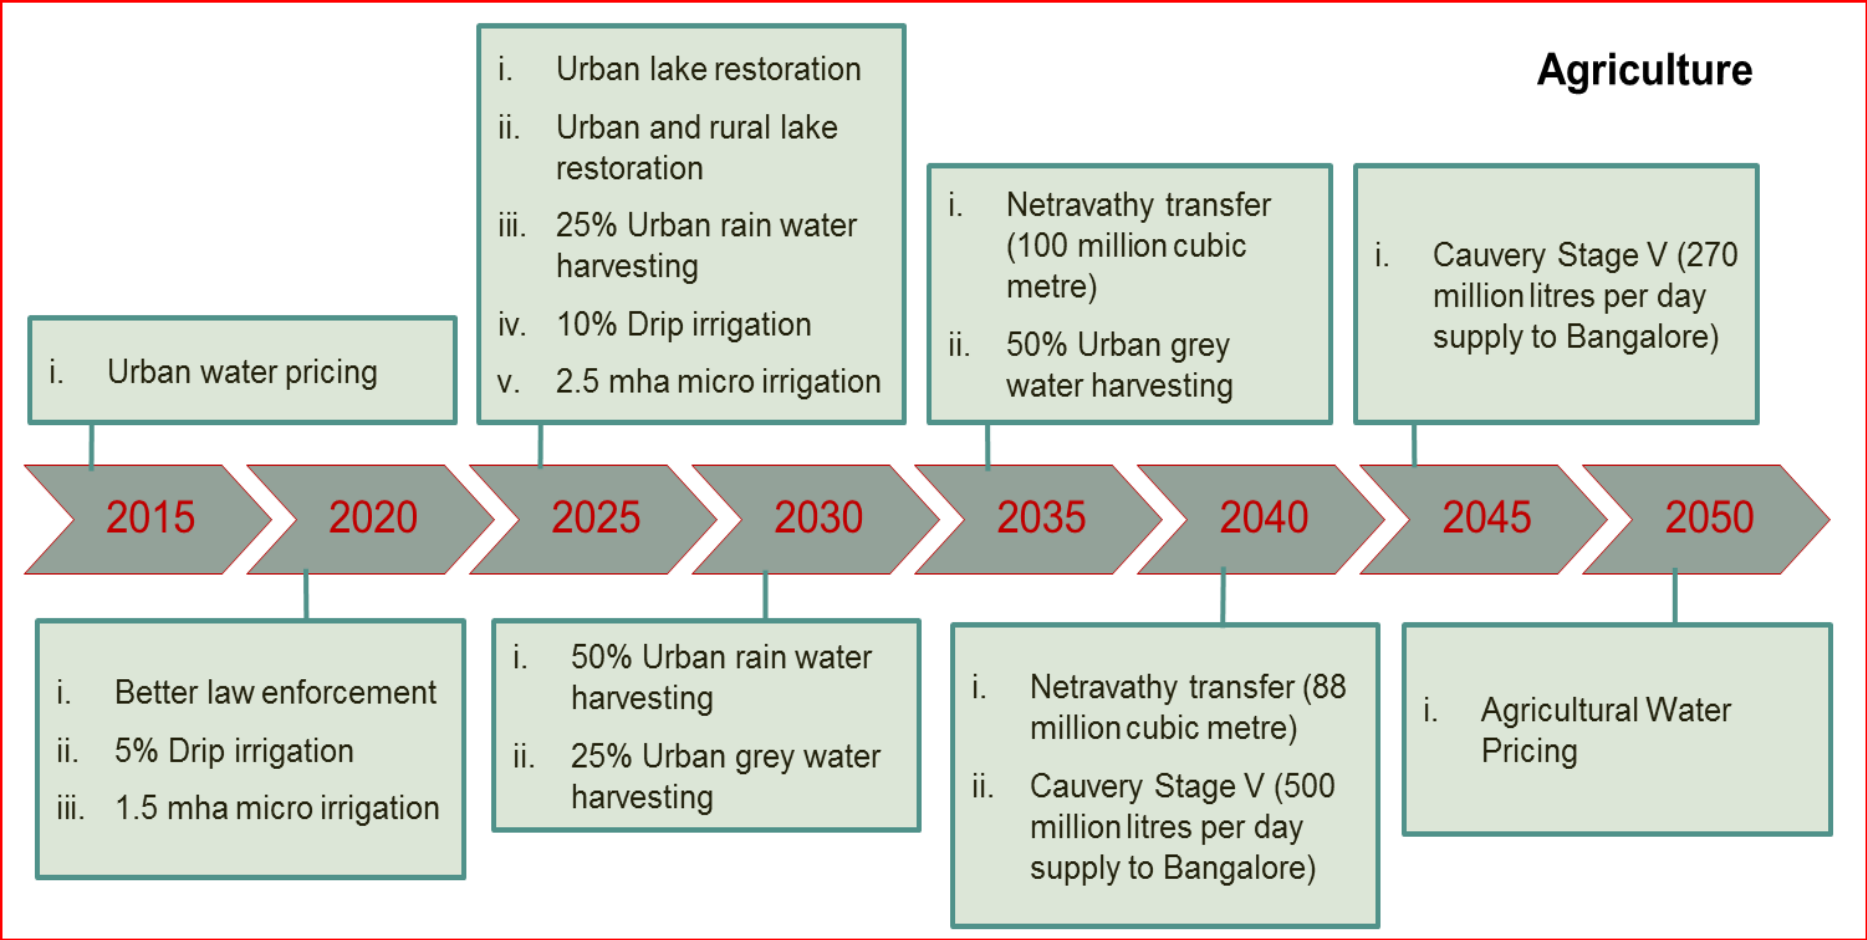 Agriculture
i. Urban water pricing
i. Urban lake restoration
ii. Urban and rural lake
restoration
iii. 25% Urban rain water
harvesting
iv. 10% Drip irrigation
v. 2.5 mha micro irrigation
i. Netravathy transfer
(100 million cubic
metre)
ii. 50% Urban grey
water harvesting
i. Cauvery Stage V (270
million litres per day
supply to Bangalore)
2015
2020
2025
2030
2035
2040
2045
2050
i. Better law enforcement
ii. 5% Drip irrigation
iii. 1.5 mha micro irrigation
i. 50% Urban rain water
harvesting
ii. 25% Urban grey water
harvesting
i. Netravathy transfer (88
million cubic metre)
ii. Cauvery Stage V (500
million litres per day
supply to Bangalore)
i. Agricultural Water
Pricing